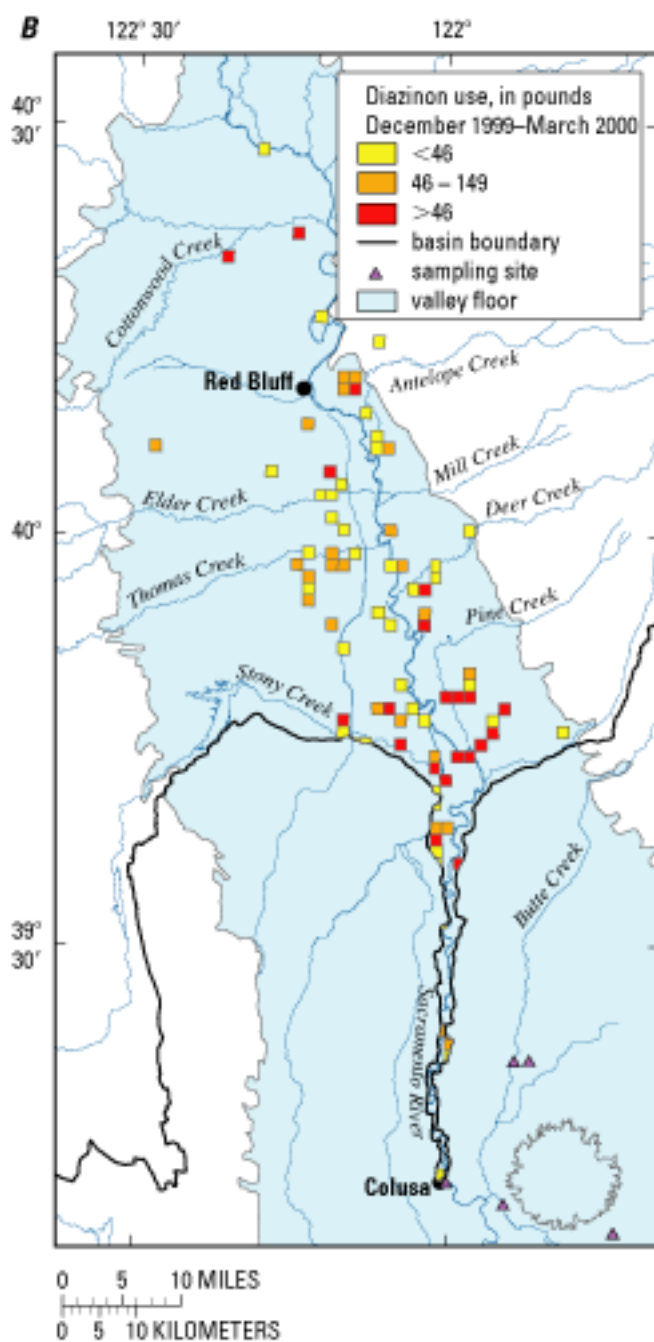 B
122° 30′ 122°
40°
30′
Diazinon use, in pounds
December 1999–March 2000
<46
46 – 149
>46
basin boundary
sampling site
valley floor
Cottonwood Creek
Red Bluff
Antelope Creek
Mill Creek
Elder Creek
Deer Creek
40°
Thomas Creek
Pine Creek
Stony Creek
Butte Creek
39°
30′
Sacramento River
Colusa
0 5 10 MILES
0 5 10 KILOMETERS